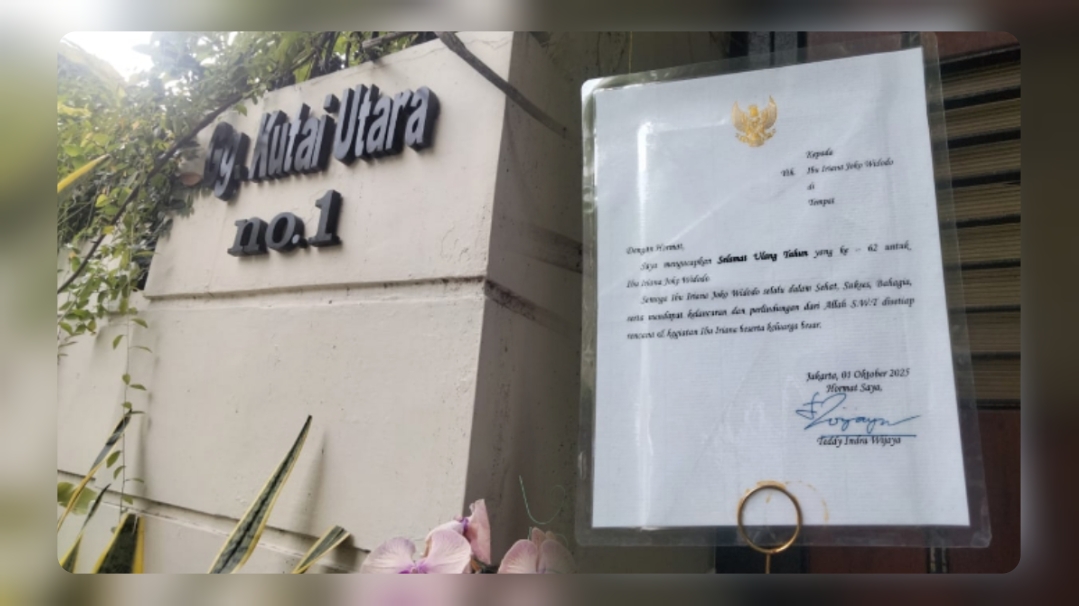 Gg. Kutai Utara
no.1
Kepada
Yth. Ibu Iriana Joko Widodo
di
Tempat
Dengan Hormat,
Saya mengucapkan Selamat Ulang Tahun yang ke - 62 untuk
Ibu Iriana Joko Widodo
Semoga Ibu Iriana Joko Widodo selalu dalam Sehat, Sukses, Bahagia,
serta mendapat kelancaran dan perlindungan dari Allah S.W.T disetiap
rencana & kegiatan Ibu Iriana beserta keluarga besar.
Jakarta, 01 Oktober 2025
Hormat Saya,
Teddy Indra Wijaya